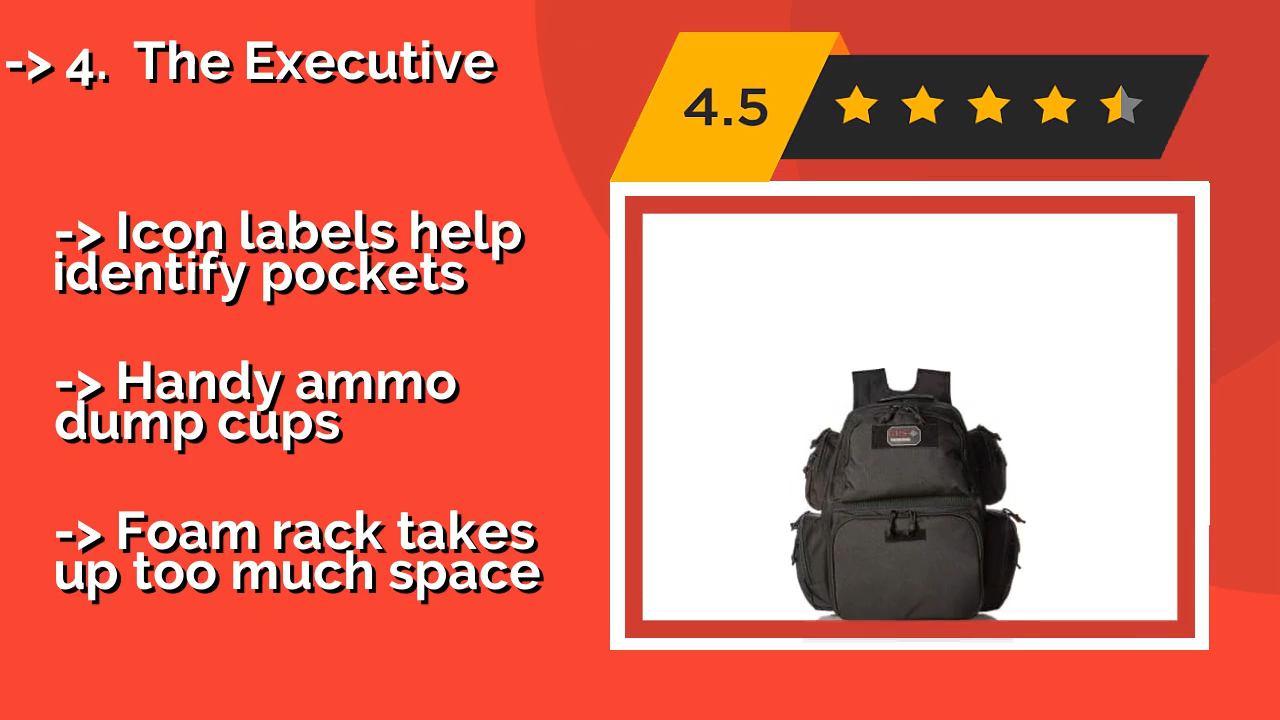 -> 4. The Executive
4.5
-> Icon labels help
identify pockets
-> Handy ammo
dump cups
-> Foam rack takes
up too much space